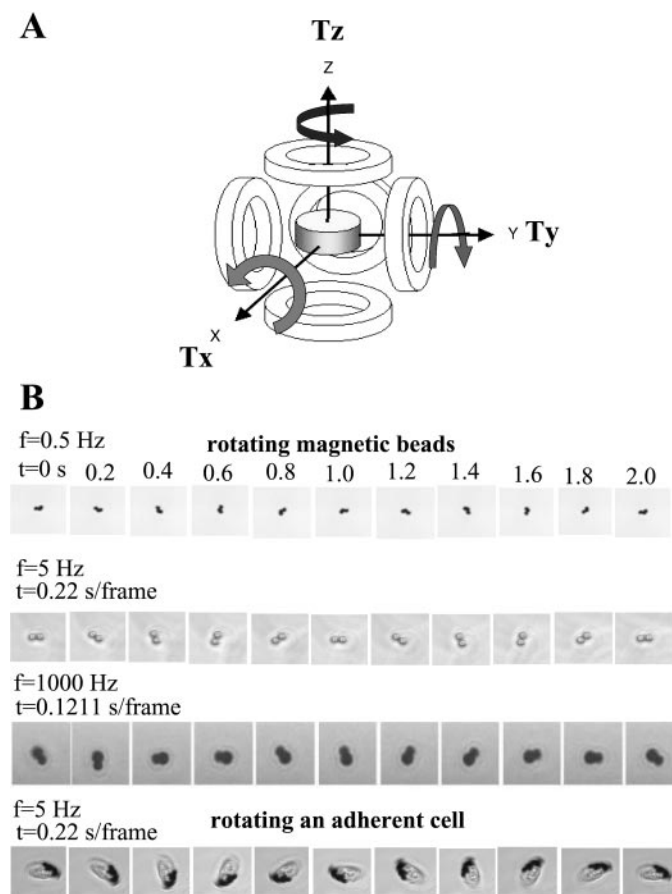 A
Tz
Z
Y Ty
X
Tx
B
f=0.5 Hz
rotating magnetic beads
t=0 s 0.2 0.4 0.6 0.8 1.0 1.2 1.4 1.6 1.8 2.0
f=5 Hz
t=0.22 s/frame
f=1000 Hz
t=0.1211 s/frame
f=5 Hz
rotating an adherent cell
t=0.22 s/frame